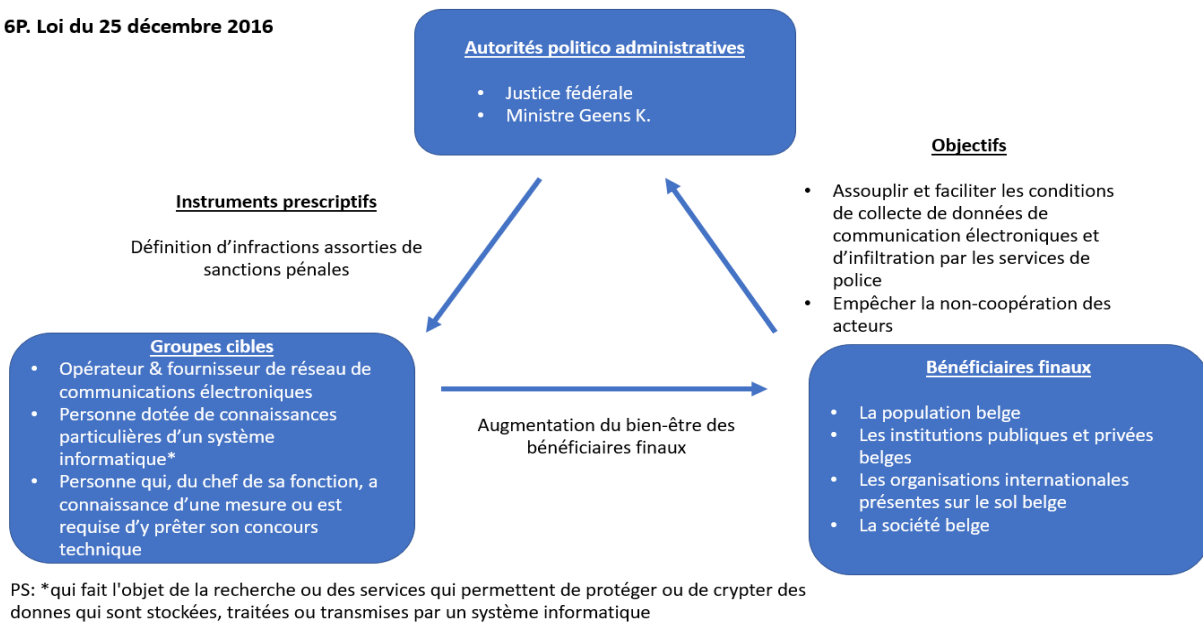 6P. Loi du 25 décembre 2016
Autorités politico administratives
• Justice fédérale
• Ministre Geens K.
Instruments prescriptifs
Définition d'infractions assorties de
sanctions pénales
Objectifs
• Assouplir et faciliter les conditions
de collecte de données de
communication électroniques et
d'infiltration par les services de
police
• Empêcher la non-coopération des
acteurs
Groupes cibles
• Opérateur & fournisseur de réseau de
communications électroniques
• Personne dotée de connaissances
particulières d'un système
informatique*
• Personne qui, du chef de sa fonction, a
connaissance d'une mesure ou est
requise d'y prêter son concours
technique
Augmentation du bien-être des
bénéficiaires finaux
Bénéficiaires finaux
• La population belge
• Les institutions publiques et privées
belges
• Les organisations internationales
présentes sur le sol belge
• La société belge
PS: *qui fait l'objet de la recherche ou des services qui permettent de protéger ou de crypter des
donnes qui sont stockées, traitées ou transmises par un système informatique